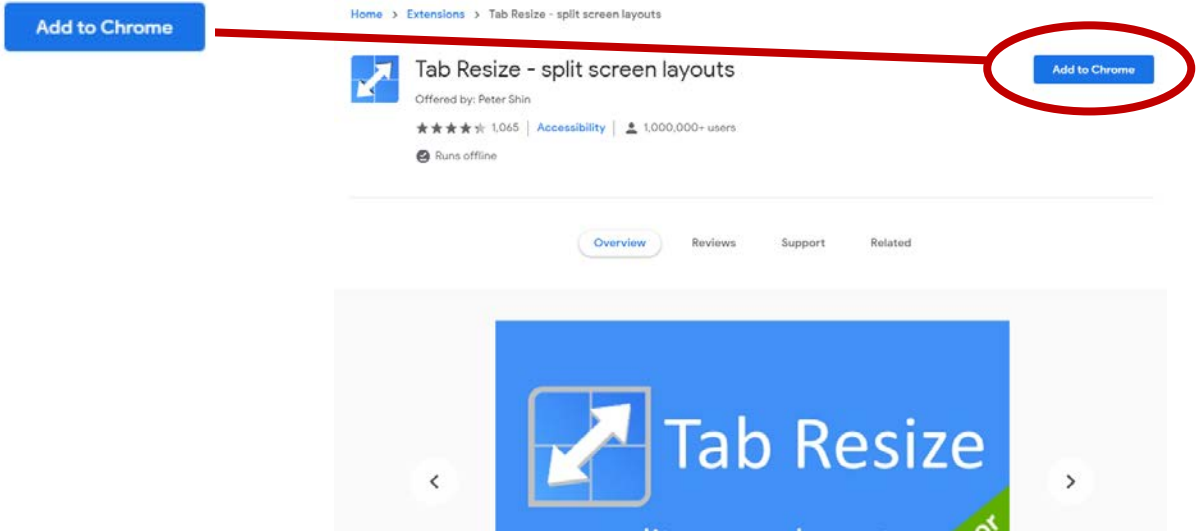 Add to Chrome
Home > Extensions > Tab Resize - split screen layouts
Tab Resize - split screen layouts
Add to Chrome
Offered by: Peter Shin
1,065 | Accessibility | 1,000,000+ users
Runs offline
Overview Reviews Support Related
Tab Resize